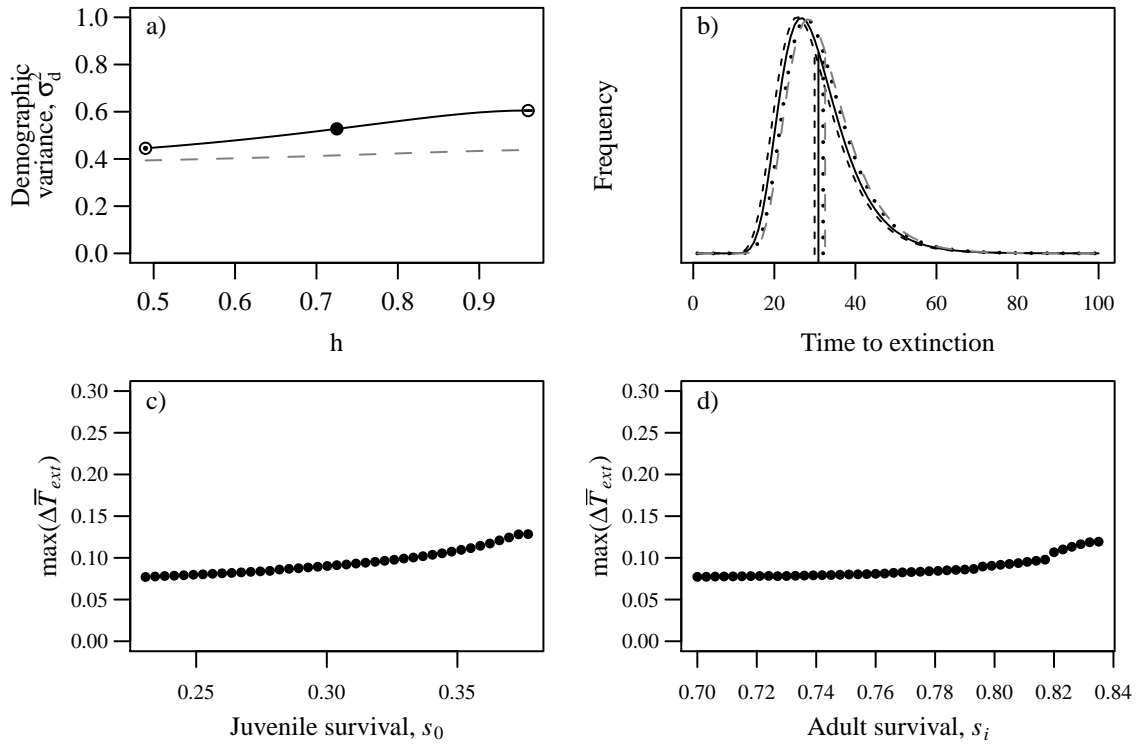 a)
Demographic
variance, σ_d^2
1.0
0.8
0.6
0.4
0.2
0.0
0.5 0.6 0.7 0.8 0.9
h
b)
Frequency
0 20 40 60 80 100
Time to extinction
c)
max(ΔT̅ext)
0.30
0.25
0.20
0.15
0.10
0.05
0.00
0.25 0.30 0.35
Juvenile survival, s0
d)
max(ΔT̅ext)
0.30
0.25
0.20
0.15
0.10
0.05
0.00
0.70 0.72 0.74 0.76 0.78 0.80 0.82 0.84
Adult survival, si